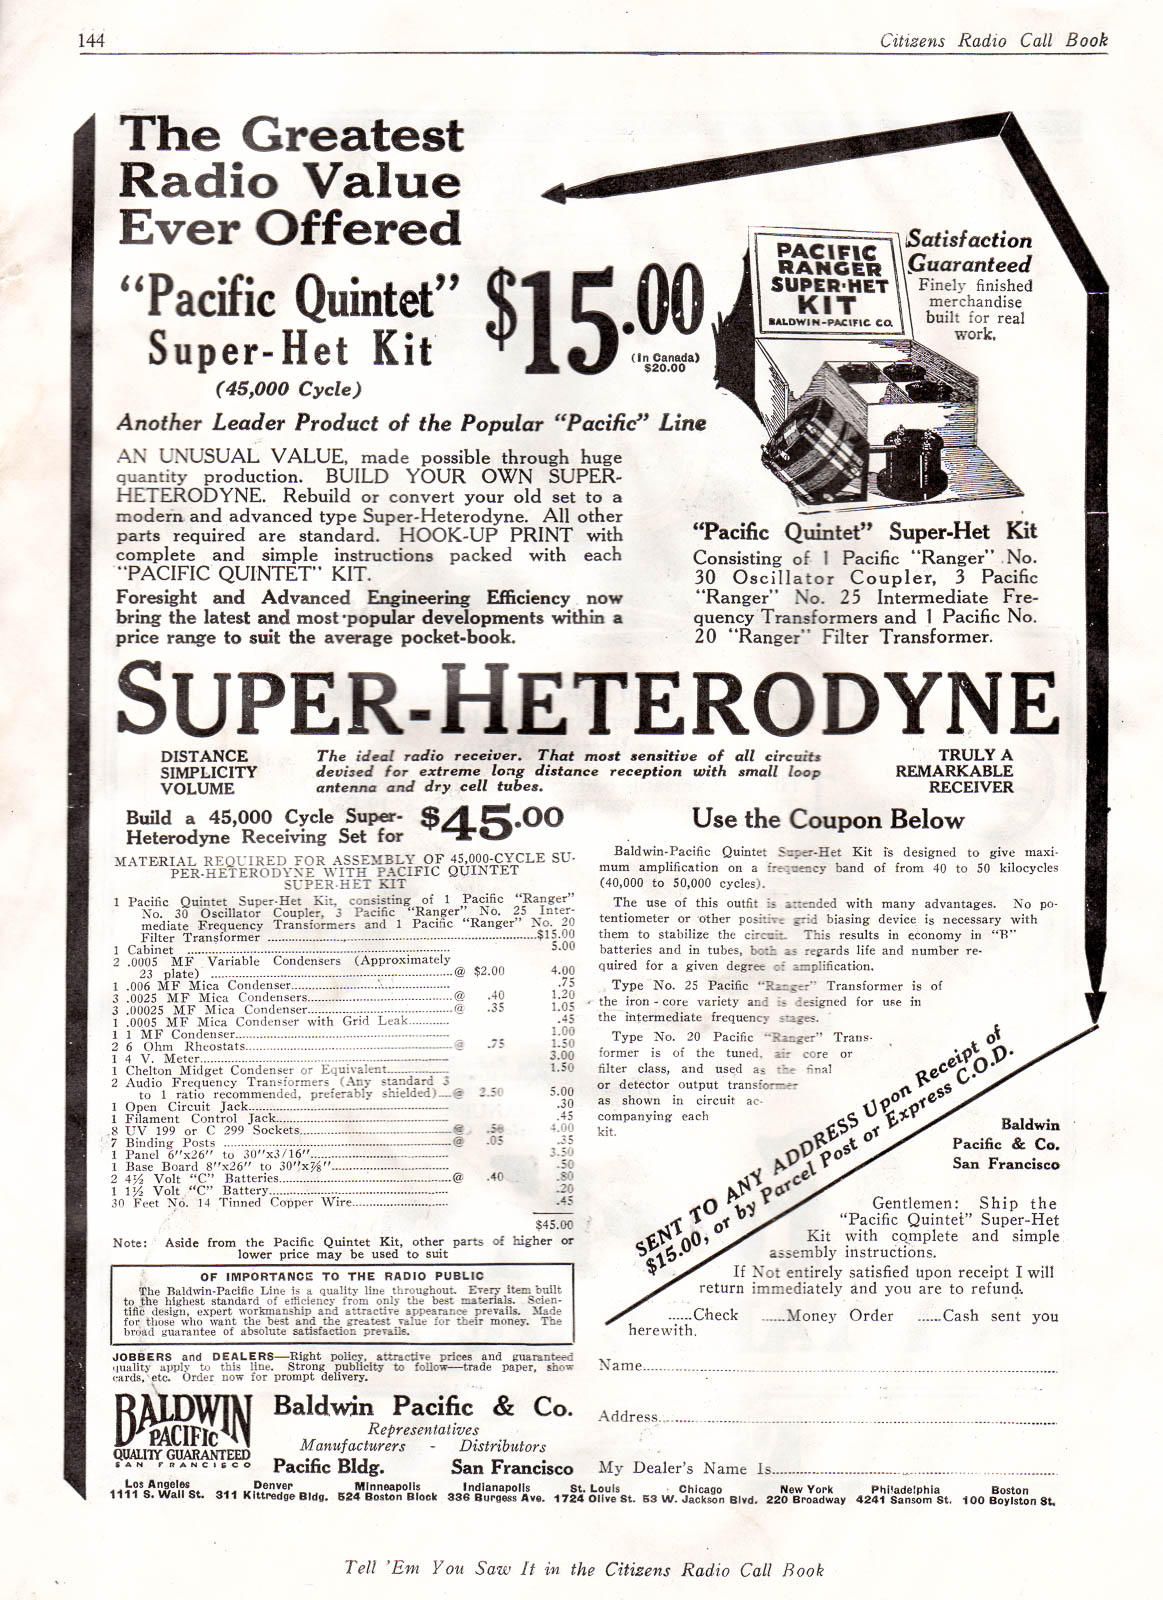 144
Citizens Radio Call Book
The Greatest
Radio Value
Ever Offered
"Pacific Quintet"
Super-Het Kit
(45,000 Cycle)
$15.00
(In Canada)
$20.00
PACIFIC
RANGER
SUPER-HET
KIT
BALDWIN-PACIFIC CO.
Satisfaction
Guaranteed
Finely finished
merchandise
built for real
work.
Another Leader Product of the Popular "Pacific" Line
AN UNUSUAL VALUE, made possible through huge
quantity production. BUILD YOUR OWN SUPER-
HETERODYNE. Rebuild or convert your old set to a
modern and advanced type Super-Heterodyne. All other
parts required are standard. HOOK-UP PRINT with
complete and simple instructions packed with each
"PACIFIC QUINTET" KIT.
Foresight and Advanced Engineering Efficiency now
bring the latest and most popular developments within a
price range to suit the average pocket-book.
"Pacific Quintet" Super-Het Kit
Consisting of 1 Pacific "Ranger" No.
30 Oscillator Coupler, 3 Pacific
"Ranger" No. 25 Intermediate Fre-
quency Transformers and 1 Pacific No.
20 "Ranger" Filter Transformer.
SUPER-HETERODYNE
DISTANCE
SIMPLICITY
VOLUME
The ideal radio receiver. That most sensitive of all circuits
devised for extreme long distance reception with small loop
antenna and dry cell tubes.
TRULY A
REMARKABLE
RECEIVER
Build a 45,000 Cycle Super-
Heterodyne Receiving Set for
$45.00
MATERIAL REQUIRED FOR ASSEMBLY OF 45,000-CYCLE SU-
PER-HETERODYNE WITH PACIFIC QUINTET
SUPER-HET KIT
1 Pacific Quintet Super-Het Kit, consisting of 1 Pacific "Ranger"
No. 30 Oscillator Coupler, 3 Pacific "Ranger" No. 25 Inter-
mediate Frequency Transformers and 1 Pacific "Ranger" No. 20
Filter Transformer ....$15.00
1 Cabinet .... 5.00
2 .0005 MF Variable Condensers (Approximately
23 plate) ....@ $2.00 4.00
1 .006 MF Mica Condenser.... .75
3 .0025 MF Mica Condensers....@ .40 1.20
3 .00025 MF Mica Condenser....@ .35 1.05
1 .0005 MF Mica Condenser with Grid Leak.... .45
1 1 MF Condenser.... 1.00
2 6 Ohm Rheostats....@ .75 1.50
1 4 V. Meter.... 3.00
1 Chelton Midget Condenser or Equivalent.... 1.50
2 Audio Frequency Transformers (Any standard 3
to 1 ratio recommended, preferably shielded)....@ 2.50 5.00
1 Open Circuit Jack.... .30
1 Filament Control Jack.... .45
8 UV 199 or C 299 Sockets....@ .50 4.00
7 Binding Posts ....@ .05 .35
1 Panel 6"x26" to 30"x3/16".... 3.50
1 Base Board 8"x26" to 30"x⅞".... .50
2 4½ Volt "C" Batteries....@ .40 .80
1 1½ Volt "C" Battery.... .20
30 Feet No. 14 Tinned Copper Wire.... .45
$45.00
Note: Aside from the Pacific Quintet Kit, other parts of higher or
lower price may be used to suit
OF IMPORTANCE TO THE RADIO PUBLIC
The Baldwin-Pacific Line is a quality line throughout. Every item built
to the highest standard of efficiency from only the best materials. Scien-
tific design, expert workmanship and attractive appearance prevails. Made
for those who want the best and the greatest value for their money. The
broad guarantee of absolute satisfaction prevails.
JOBBERS and DEALERS—Right policy, attractive prices and guaranteed
quality apply to this line. Strong publicity to follow—trade paper, show
cards, etc. Order now for prompt delivery.
BALDWIN
PACIFIC
QUALITY GUARANTEED
SAN FRANCISCO
Baldwin Pacific & Co.
Representatives
Manufacturers - Distributors
Pacific Bldg. San Francisco
Use the Coupon Below
Baldwin-Pacific Quintet Super-Het Kit is designed to give maxi-
mum amplification on a frequency band of from 40 to 50 kilocycles
(40,000 to 50,000 cycles).
The use of this outfit is attended with many advantages. No po-
tentiometer or other positive grid biasing device is necessary with
them to stabilize the circuit. This results in economy in "B"
batteries and in tubes, both as regards life and number re-
quired for a given degree of amplification.
Type No. 25 Pacific "Ranger" Transformer is of
the iron-core variety and is designed for use in
the intermediate frequency stages.
Type No. 20 Pacific "Ranger" Trans-
former is of the tuned, air core or
filter class, and used as the final
or detector output transformer
as shown in circuit ac-
companying each
kit.
SENT TO ANY ADDRESS Upon Receipt of
$15.00, or by Parcel Post or Express C.O.D.
Baldwin
Pacific & Co.
San Francisco
Gentlemen: Ship the
"Pacific Quintet" Super-Het
Kit with complete and simple
assembly instructions.
If Not entirely satisfied upon receipt I will
return immediately and you are to refund.
......Check ......Money Order ......Cash sent you
herewith.
Name....
Address....
My Dealer's Name Is....
Los Angeles Denver Minneapolis Indianapolis St. Louis Chicago New York Philadelphia Boston
1111 S. Wall St. 311 Kittredge Bldg. 524 Boston Block 336 Burgess Ave. 1724 Olive St. 53 W. Jackson Blvd. 220 Broadway 4241 Sansom St. 100 Boylston St.
Tell 'Em You Saw It in the Citizens Radio Call Book